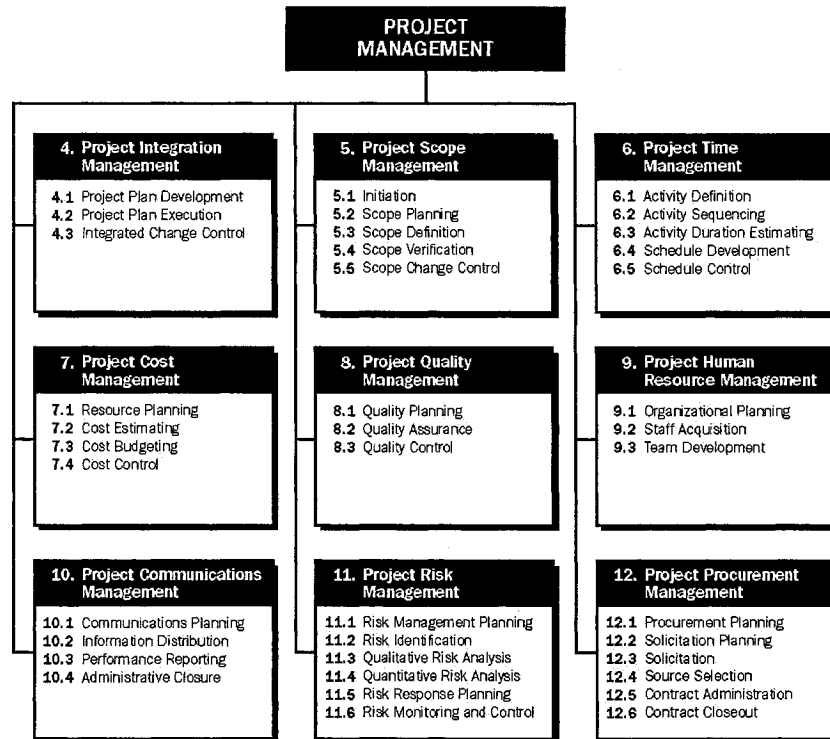 PROJECT
MANAGEMENT
4. Project Integration
Management
4.1 Project Plan Development
4.2 Project Plan Execution
4.3 Integrated Change Control
5. Project Scope
Management
5.1 Initiation
5.2 Scope Planning
5.3 Scope Definition
5.4 Scope Verification
5.5 Scope Change Control
6. Project Time
Management
6.1 Activity Definition
6.2 Activity Sequencing
6.3 Activity Duration Estimating
6.4 Schedule Development
6.5 Schedule Control
7. Project Cost
Management
7.1 Resource Planning
7.2 Cost Estimating
7.3 Cost Budgeting
7.4 Cost Control
8. Project Quality
Management
8.1 Quality Planning
8.2 Quality Assurance
8.3 Quality Control
9. Project Human
Resource Management
9.1 Organizational Planning
9.2 Staff Acquisition
9.3 Team Development
10. Project Communications
Management
10.1 Communications Planning
10.2 Information Distribution
10.3 Performance Reporting
10.4 Administrative Closure
11. Project Risk
Management
11.1 Risk Management Planning
11.2 Risk Identification
11.3 Qualitative Risk Analysis
11.4 Quantitative Risk Analysis
11.5 Risk Response Planning
11.6 Risk Monitoring and Control
12. Project Procurement
Management
12.1 Procurement Planning
12.2 Solicitation Planning
12.3 Solicitation
12.4 Source Selection
12.5 Contract Administration
12.6 Contract Closeout